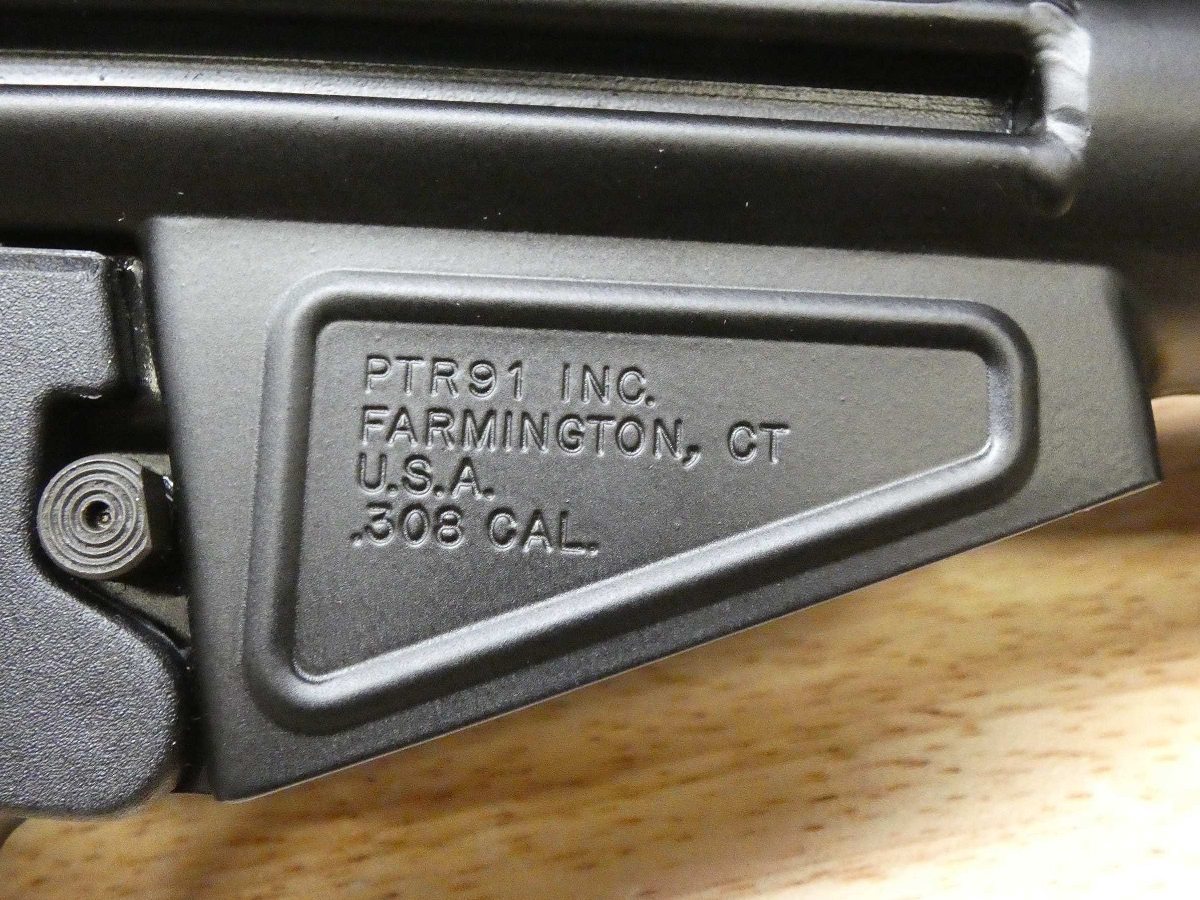 PTR91 INC.
FARMINGTON, CT
U.S.A.
.308 CAL.